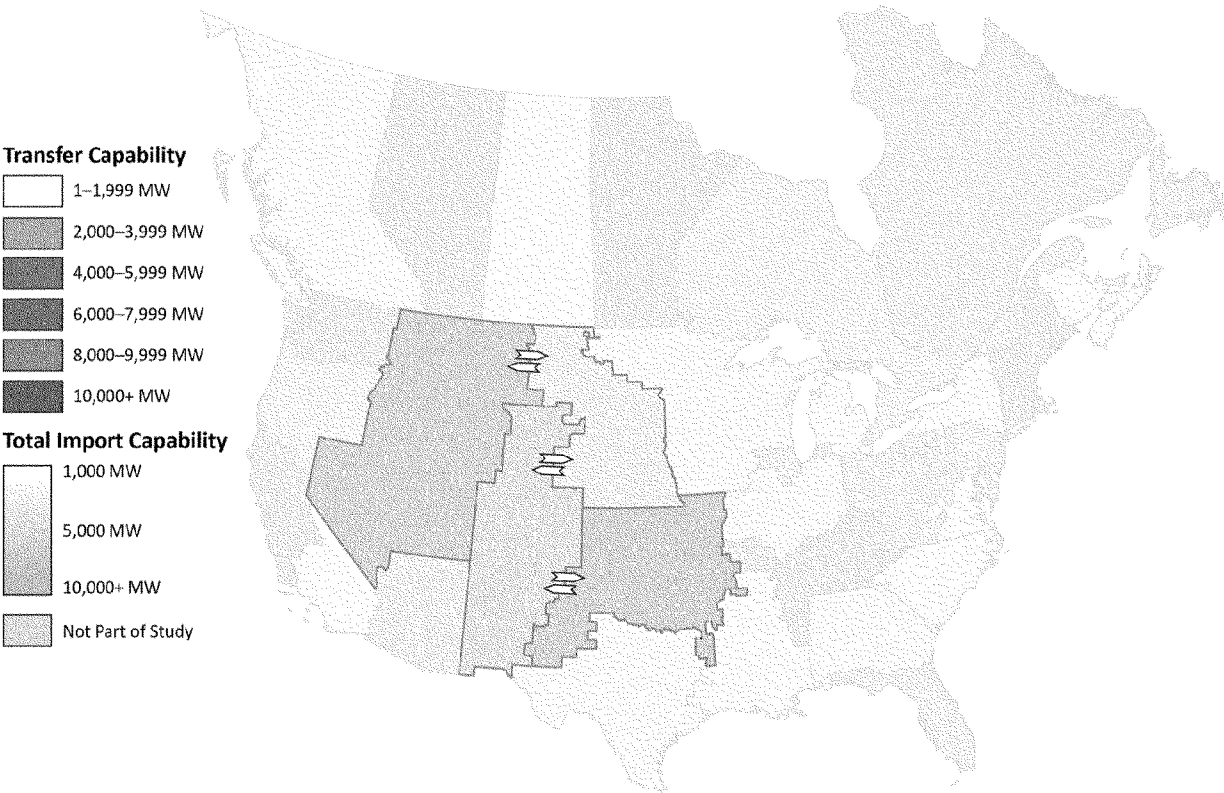 Transfer Capability
1–1,999 MW
2,000–3,999 MW
4,000–5,999 MW
6,000–7,999 MW
8,000–9,999 MW
10,000+ MW
Total Import Capability
1,000 MW
5,000 MW
10,000+ MW
Not Part of Study